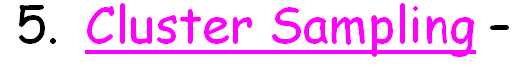 5. Cluster Sampling –